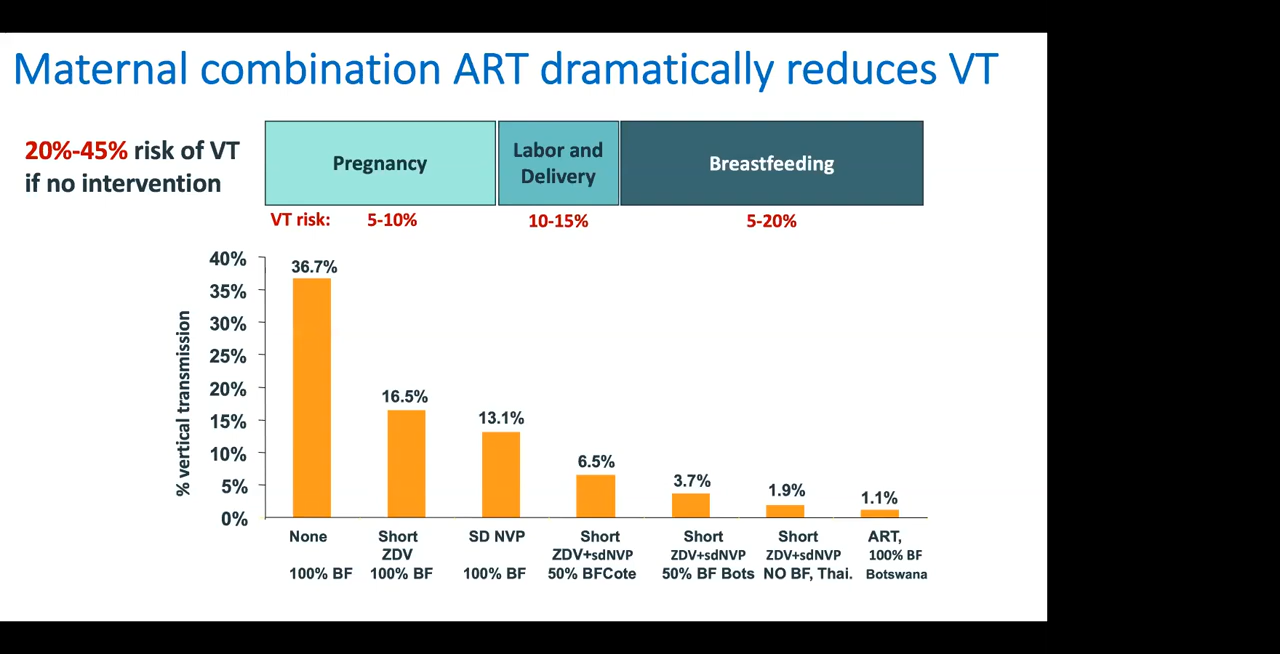 Maternal combination ART dramatically reduces VT
20%-45% risk of VT
if no intervention
Pregnancy
Labor and
Delivery
Breastfeeding
VT risk: 5-10% 10-15% 5-20%
% vertical transmission
40%
35%
30%
25%
20%
15%
10%
5%
0%
36.7%
16.5%
13.1%
6.5%
3.7%
1.9%
1.1%
None
100% BF
Short
ZDV
100% BF
SD NVP
100% BF
Short
ZDV+sdNVP
50% BFCote
Short
ZDV+sdNVP
50% BF Bots
Short
ZDV+sdNVP
NO BF, Thai.
ART,
100% BF
Botswana